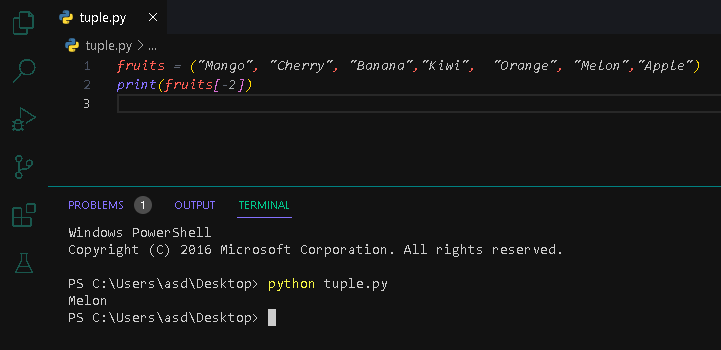 tuple.py ×
tuple.py > ...
1 fruits = ("Mango", "Cherry", "Banana","Kiwi",  "Orange", "Melon","Apple")
2 print(fruits[-2])
3
PROBLEMS 1 OUTPUT TERMINAL
Windows PowerShell
Copyright (C) 2016 Microsoft Corporation. All rights reserved.
PS C:\Users\asd\Desktop> python tuple.py
Melon
PS C:\Users\asd\Desktop>